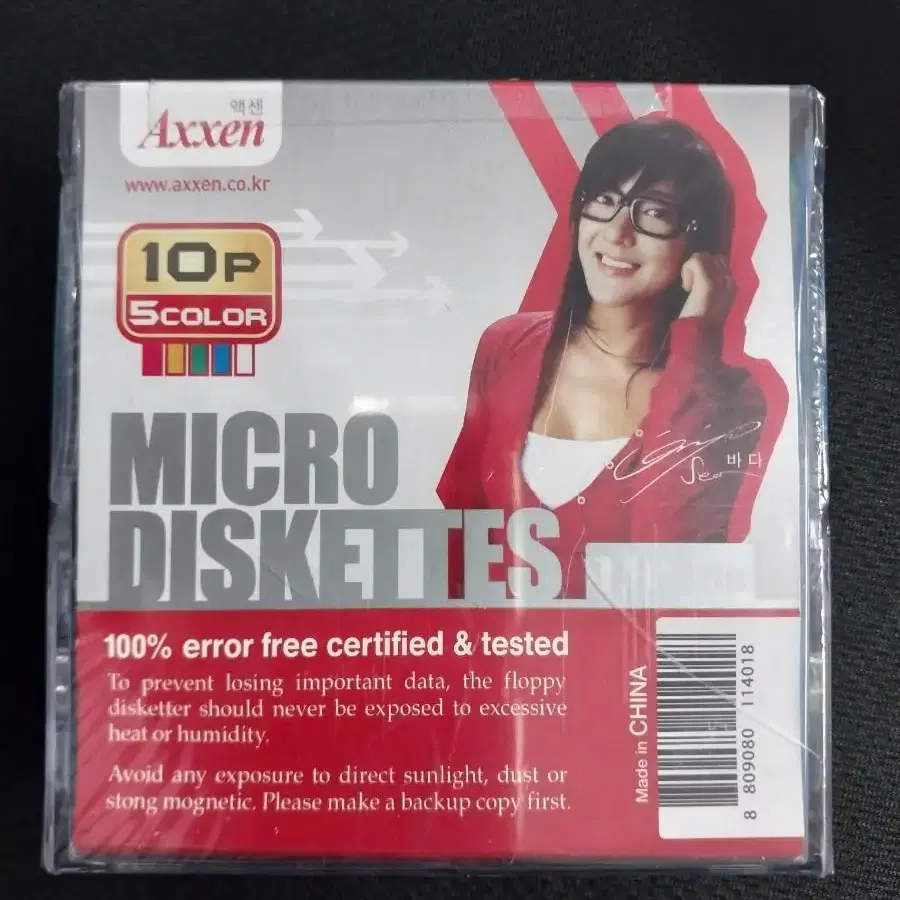 액센
Axxen
www.axxen.co.kr
10P
5COLOR
바다
MICRO
DISKETTES
100% error free certified & tested
To prevent losing important data, the floppy
disketter should never be exposed to excessive
heat or humidity.
Avoid any exposure to direct sunlight, dust or
stong mognetic. Please make a backup copy first.
Made in CHINA
8 809080 114018